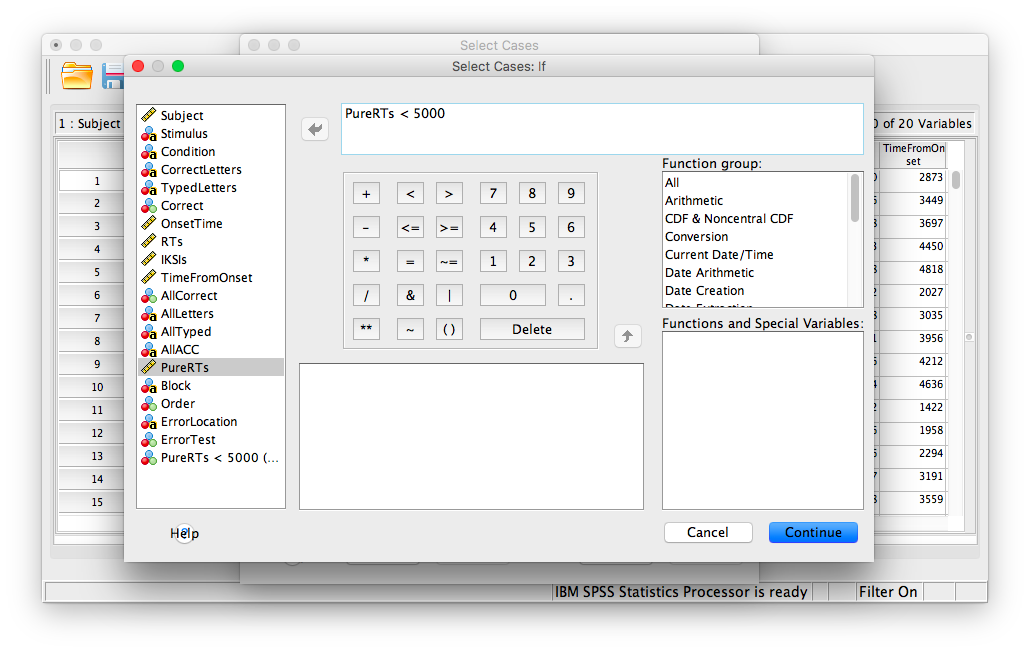 Select Cases
Select Cases: If
1 : Subject
of 20 Variables
Subject
Stimulus
Condition
CorrectLetters
TypedLetters
Correct
OnsetTime
RTs
IKSIs
TimeFromOnset
AllCorrect
AllLetters
AllTyped
AllACC
PureRTs
Block
Order
ErrorLocation
ErrorTest
PureRTs < 5000 (...
PureRTs < 5000
+ < > 7 8 9
- <= >= 4 5 6
* = ~= 1 2 3
/ & | 0 .
** ~ () Delete
Function group:
All
Arithmetic
CDF & Noncentral CDF
Conversion
Current Date/Time
Date Arithmetic
Date Creation
Date Extraction
Functions and Special Variables:
TimeFromOn
set
1 2873
2 3449
3 3697
4 4450
5 4818
6 2027
7 3035
8 3956
9 4212
10 4636
11 1422
12 1958
13 2294
14 3191
15 3559
Help
Cancel
Continue
IBM SPSS Statistics Processor is ready
Filter On